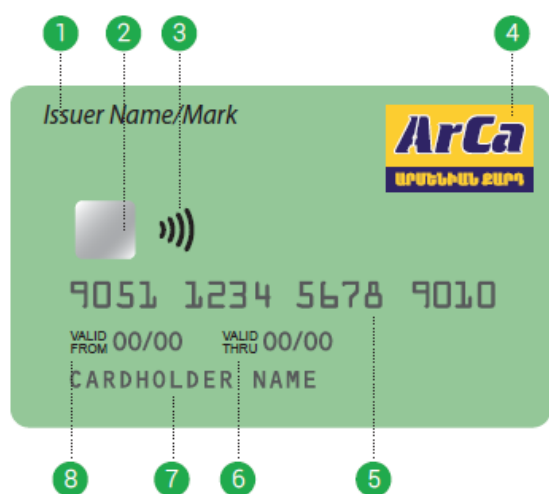 1 2 3 4
Issuer Name/Mark
ArCa
ԱՐՄԵՆԻԱՆ ՔԱՐԴ
9051 1234 5678 9010
VALID FROM 00/00 VALID THRU 00/00
CARDHOLDER NAME
8 7 6 5